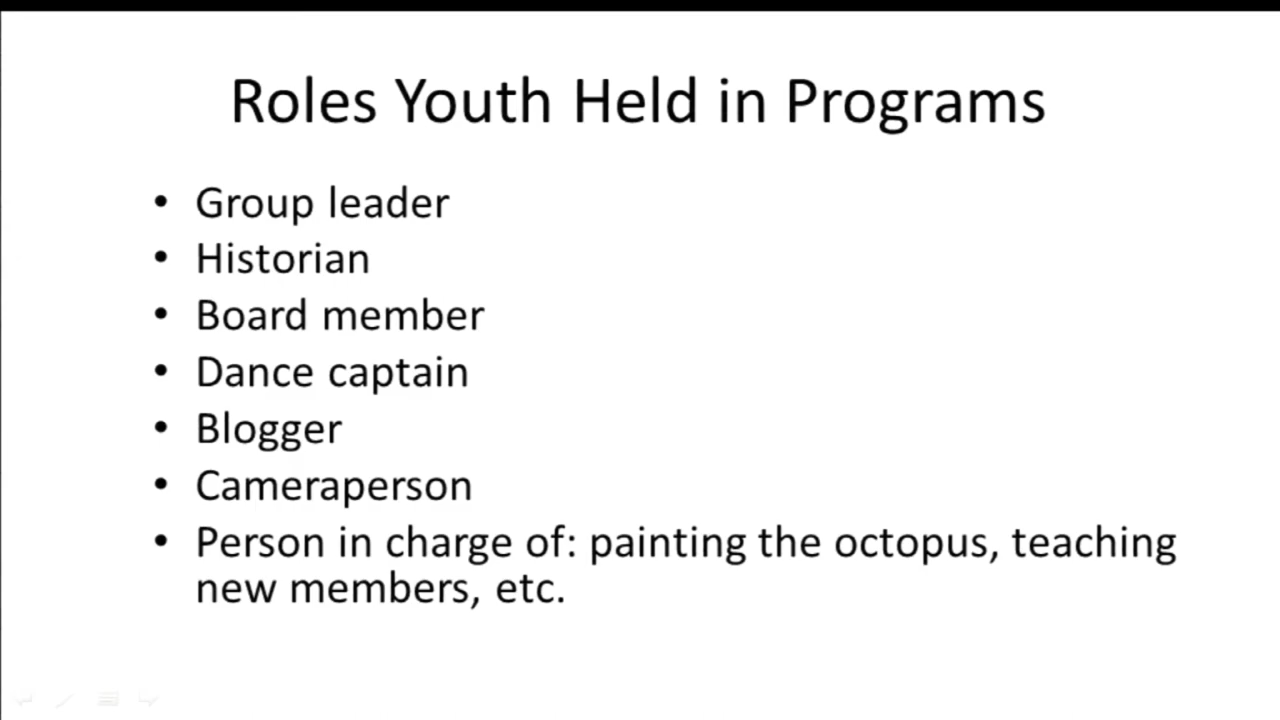 Roles Youth Held in Programs
• Group leader
• Historian
• Board member
• Dance captain
• Blogger
• Cameraperson
• Person in charge of: painting the octopus, teaching
new members, etc.